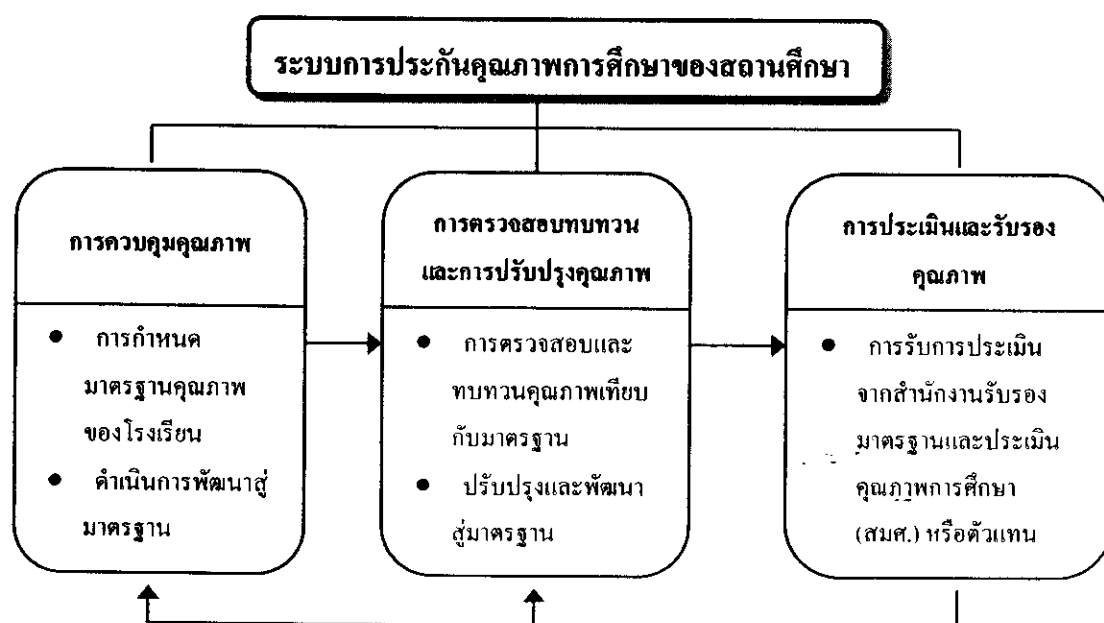 ระบบการประกันคุณภาพการศึกษาของสถานศึกษา
การควบคุมคุณภาพ
● การกำหนด
มาตรฐานคุณภาพ
ของโรงเรียน
● ดำเนินการพัฒนาสู่
มาตรฐาน
การตรวจสอบทบทวน
และการปรับปรุงคุณภาพ
● การตรวจสอบและ
ทบทวนคุณภาพเทียบ
กับมาตรฐาน
● ปรับปรุงและพัฒนา
สู่มาตรฐาน
การประเมินและรับรอง
คุณภาพ
● การรับการประเมิน
จากสำนักงานรับรอง
มาตรฐานและประเมิน
คุณภาพการศึกษา
(สมศ.) หรือตัวแทน